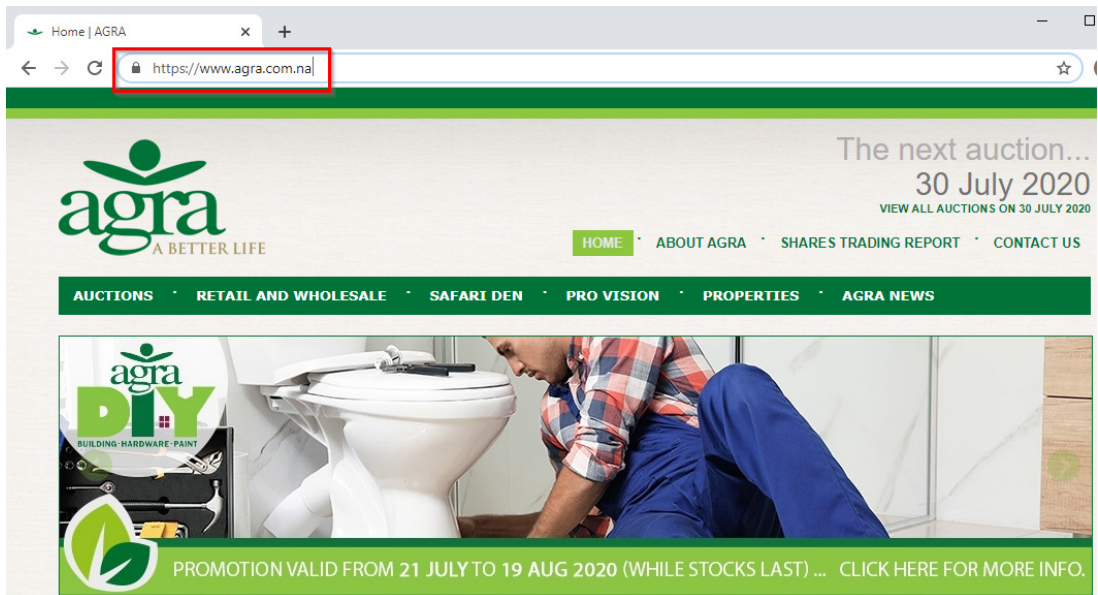 Home | AGRA
https://www.agra.com.na
The next auction...
30 July 2020
VIEW ALL AUCTIONS ON 30 JULY 2020
agra
A BETTER LIFE
HOME · ABOUT AGRA · SHARES TRADING REPORT · CONTACT US
AUCTIONS · RETAIL AND WHOLESALE · SAFARI DEN · PRO VISION · PROPERTIES · AGRA NEWS
agra
DIY
BUILDING·HARDWARE·PAINT
PROMOTION VALID FROM 21 JULY TO 19 AUG 2020 (WHILE STOCKS LAST) ... CLICK HERE FOR MORE INFO.